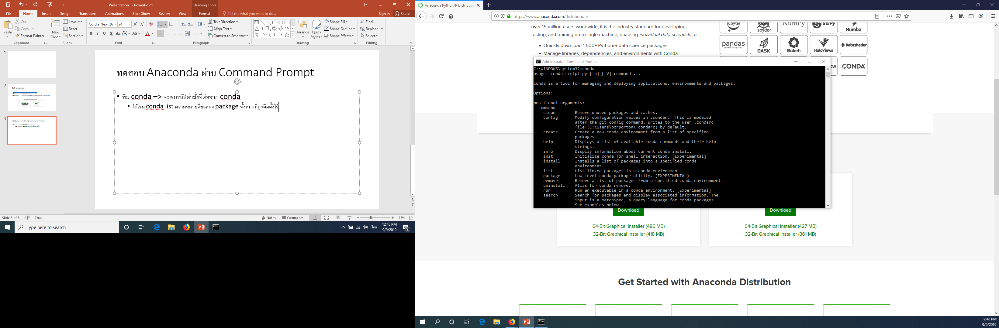 Presentation1 - PowerPoint
Drawing Tools
File
Home
Insert
Design
Transitions
Animations
Slide Show
Review
View
Format
Tell me what you want to do...
Sign in
Share
Paste
Cut
Copy
Format Painter
Clipboard
New
Slide
Layout
Reset
Section
Slides
Cordia New (Bc
24
B I U S abc AV Aa A
Font
Text Direction
Align Text
Convert to SmartArt
Paragraph
Arrange
Quick
Styles
Shape Fill
Shape Outline
Shape Effects
Drawing
Find
Replace
Select
Editing
1
2
3
ทดสอบ Anaconda ผ่าน Command Prompt
• พิม conda –> จะพบรหัสคำสั่งที่ต่อจาก conda
• ได้เช่น conda list ความหมายคือแสดง package ทั้งหมดที่ถูกติดตั้งไว้
Slide 3 of 3
Thai
Notes
Comments
73%
Type here to search
ไทย
12:46 PM
9/9/2019
2
Anaconda Python/R Distributi
https://www.anaconda.com/distribution/
over 15 million users worldwide, it is the industry standard for developing,
testing, and training on a single machine, enabling individual data scientists to:
• Quickly download 1,500+ Python/R data science packages
• Manage libraries, dependencies, and environments with Conda
jupyter
spyder
NumPy
SciPy
Numba
pandas
DASK
Bokeh
HoloViews
Datashader
ow
CONDA
Administrator: Command Prompt
C:\WINDOWS\system32>conda
usage: conda-script.py [-h] [-V] command ...
conda is a tool for managing and deploying applications, environments and packages.
Options:
positional arguments:
command
clean Remove unused packages and caches.
config Modify configuration values in .condarc. This is modeled
after the git config command. Writes to the user .condarc
file (C:\Users\porporton\.condarc) by default.
create Create a new conda environment from a list of specified
packages.
help Displays a list of available conda commands and their help
strings.
info Display information about current conda install.
init Initialize conda for shell interaction. [Experimental]
install Installs a list of packages into a specified conda
environment.
list List linked packages in a conda environment.
package Low-level conda package utility. (EXPERIMENTAL)
remove Remove a list of packages from a specified conda environment.
uninstall Alias for conda remove.
run Run an executable in a conda environment. [Experimental]
search Search for packages and display associated information. The
input is a MatchSpec, a query language for conda packages.
See examples below.
Download
Download
64-Bit Graphical Installer (486 MB)
32-Bit Graphical Installer (418 MB)
64-Bit Graphical Installer (427 MB)
32-Bit Graphical Installer (361 MB)
Get Started with Anaconda Distribution
12:46 PM
9/9/2019